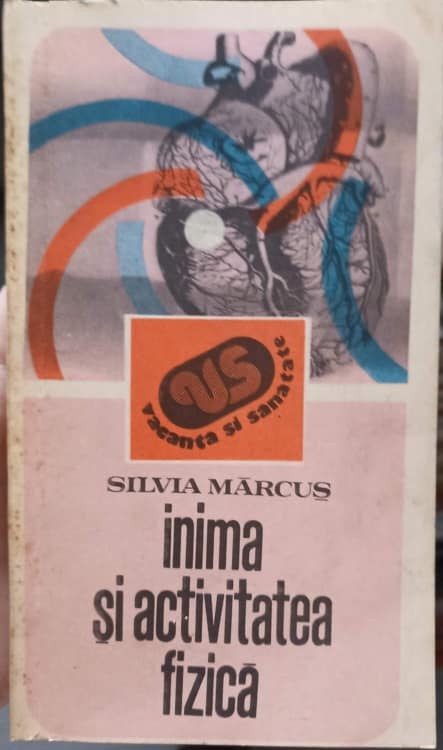 VS
vacanta si sanatate
SILVIA MĂRCUȘ
inima
și activitatea
fizică